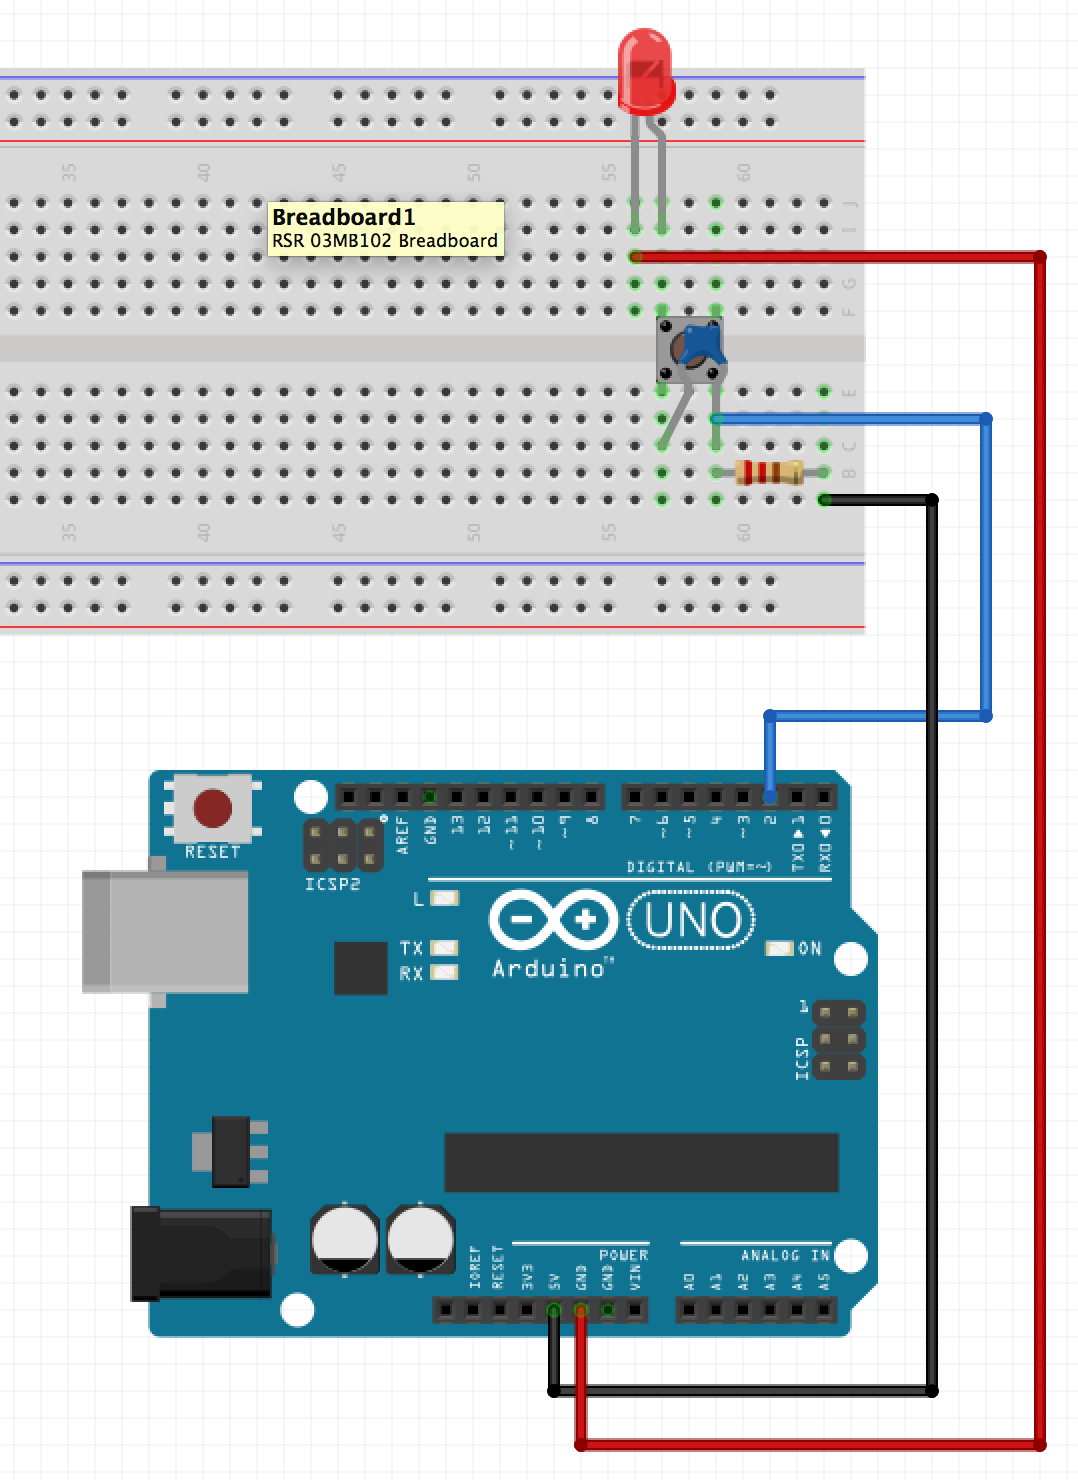 35 40 45 50 55 60
J
I
Breadboard1
RSR 03MB102 Breadboard
G
F
E
C
B
35 40 45 50 55 60
RESET
ICSP2
AREF
GND
13
12
~11
~10
~9
8
7
~6
~5
4
~3
2
TX0▶1
RX0◀0
DIGITAL (PWM=~)
L
TX
RX
UNO
Arduino™
ON
1
ICSP
POWER
ANALOG IN
IOREF
RESET
3V3
5V
GND
GND
VIN
A0
A1
A2
A3
A4
A5